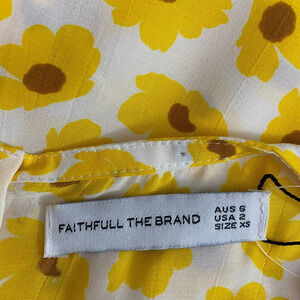 FAITHFULL THE BRAND
AUS 6
USA 2
SIZE XS